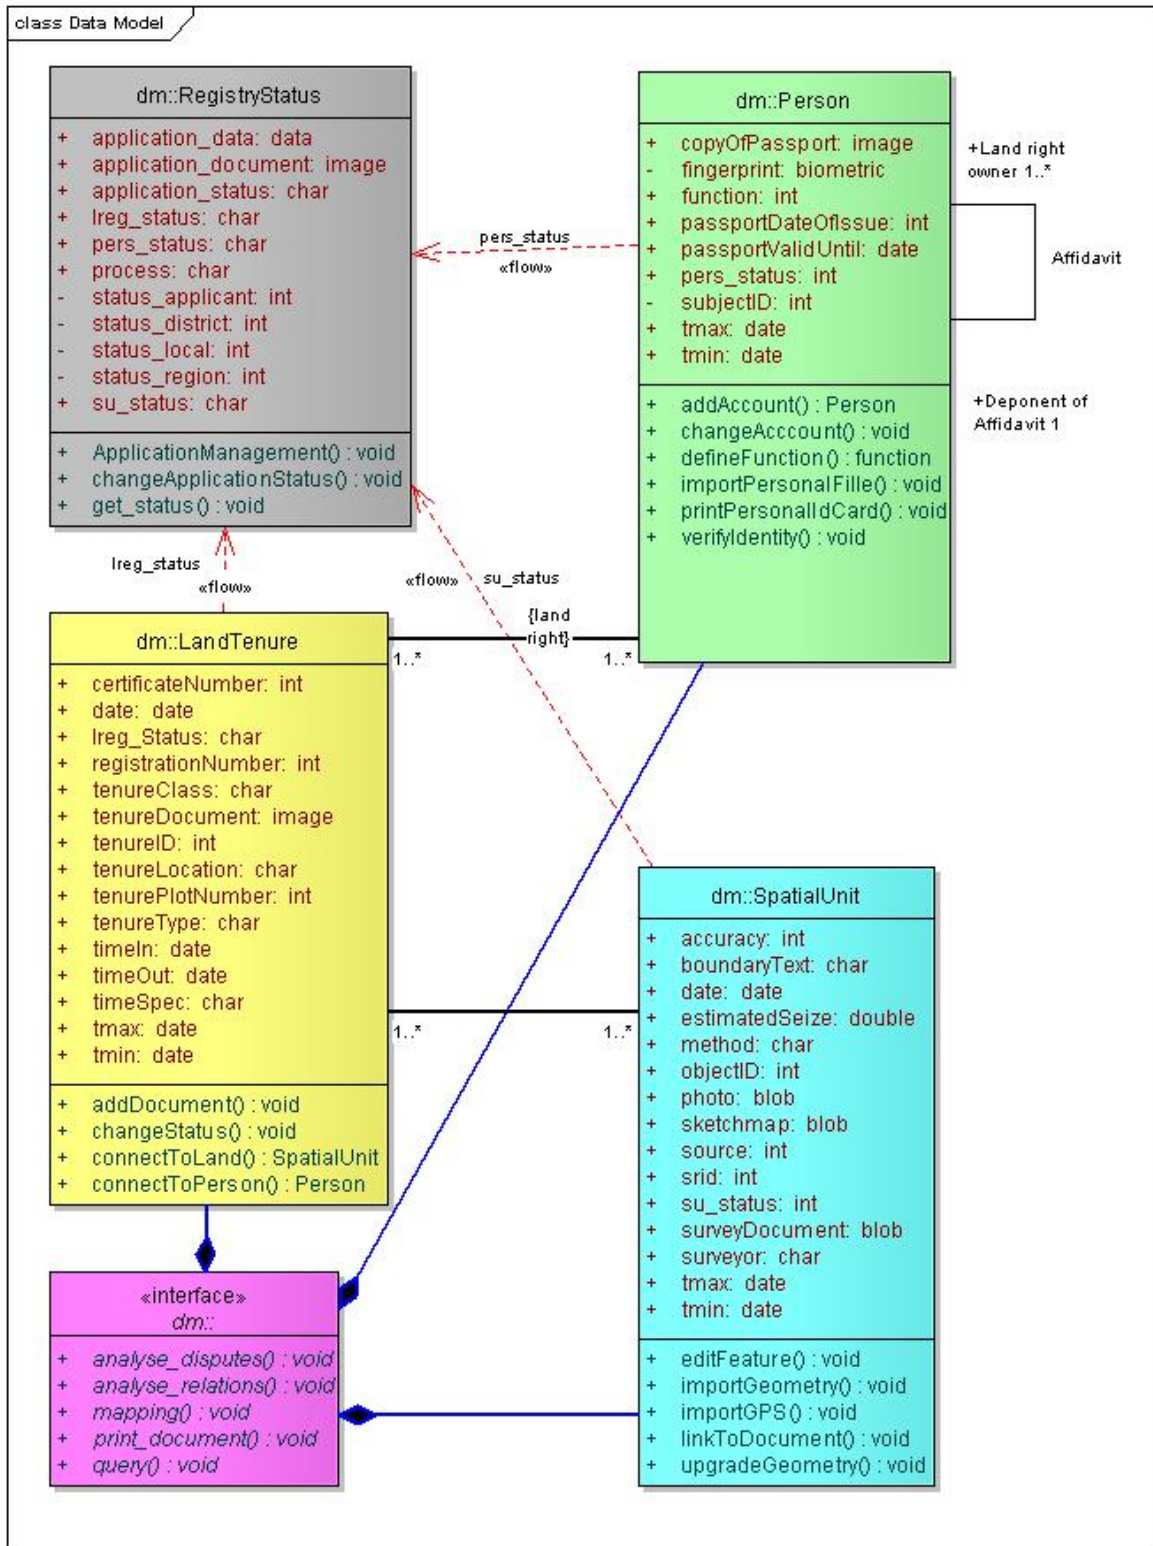 class Data Model
dm::RegistryStatus
+ application_data: data
+ application_document: image
+ application_status: char
+ lreg_status: char
+ pers_status: char
+ process: char
- status_applicant: int
- status_district: int
- status_local: int
- status_region: int
+ su_status: char
+ ApplicationManagement() : void
+ changeApplicationStatus() : void
+ get_status() : void
dm::Person
+ copyOfPassport: image
- fingerprint: biometric
+ function: int
+ passportDateOfIssue: int
+ passportValidUntil: date
+ pers_status: int
- subjectID: int
+ tmax: date
+ tmin: date
+ addAccount() : Person
+ changeAcccount() : void
+ defineFunction() : function
+ importPersonalFille() : void
+ printPersonalIdCard() : void
+ verifyIdentity() : void
+Land right
owner 1..*
Affidavit
+Deponent of
Affidavit 1
pers_status
«flow»
lreg_status
«flow»
«flow»
su_status
{land
right}
1..*
1..*
dm::LandTenure
+ certificateNumber: int
+ date: date
+ lreg_Status: char
+ registrationNumber: int
+ tenureClass: char
+ tenureDocument: image
+ tenureID: int
+ tenureLocation: char
+ tenurePlotNumber: int
+ tenureType: char
+ timeIn: date
+ timeOut: date
+ timeSpec: char
+ tmax: date
+ tmin: date
+ addDocument() : void
+ changeStatus() : void
+ connectToLand() : SpatialUnit
+ connectToPerson() : Person
1..*
1..*
dm::SpatialUnit
+ accuracy: int
+ boundaryText: char
+ date: date
+ estimatedSeize: double
+ method: char
+ objectID: int
+ photo: blob
+ sketchmap: blob
+ source: int
+ srid: int
+ su_status: int
+ surveyDocument: blob
+ surveyor: char
+ tmax: date
+ tmin: date
+ editFeature() : void
+ importGeometry() : void
+ importGPS() : void
+ linkToDocument() : void
+ upgradeGeometry() : void
«interface»
dm::
+ analyse_disputes() : void
+ analyse_relations() : void
+ mapping() : void
+ print_document() : void
+ query() : void